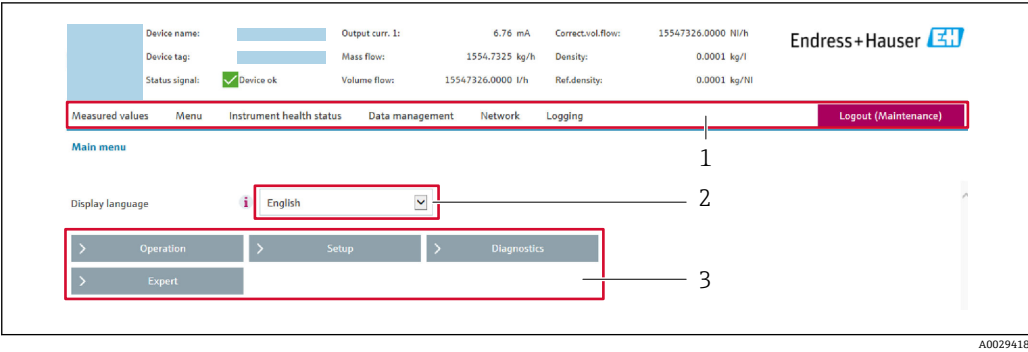 Device name: Output curr. 1: 6.76 mA Correct.vol.flow: 15547326.0000 Nl/h
Endress+Hauser EH
Device tag: Mass flow: 1554.7325 kg/h Density: 0.0001 kg/l
Status signal: Device ok Volume flow: 15547326.0000 l/h Ref.density: 0.0001 kg/Nl
Measured values Menu Instrument health status Data management Network Logging Logout (Maintenance)
1
Main menu
Display language i English 2
> Operation > Setup > Diagnostics
3
> Expert
A0029418